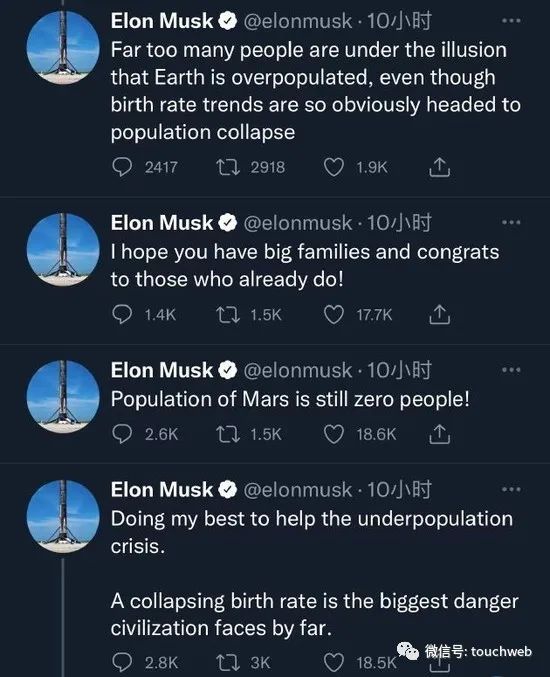 Elon Musk @elonmusk · 10小时
Far too many people are under the illusion
that Earth is overpopulated, even though
birth rate trends are so obviously headed to
population collapse
2417 2918 1.9K
Elon Musk @elonmusk · 10小时
I hope you have big families and congrats
to those who already do!
1.4K 1.5K 17.7K
Elon Musk @elonmusk · 10小时
Population of Mars is still zero people!
2.6K 1.5K 18.6K
Elon Musk @elonmusk · 10小时
Doing my best to help the underpopulation
crisis.
A collapsing birth rate is the biggest danger
civilization faces by far.
2.8K 3K 18.5K
微信号: touchweb